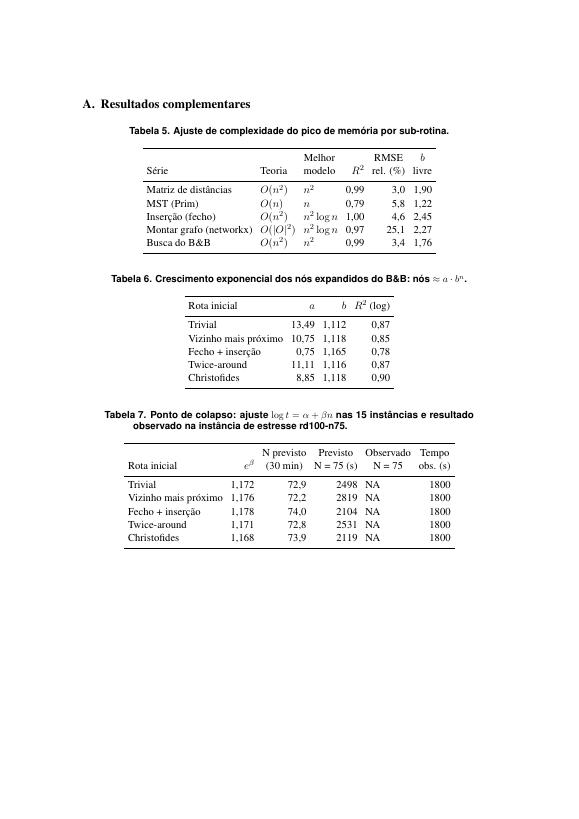 A. Resultados complementares
Tabela 5. Ajuste de complexidade do pico de memória por sub-rotina.
Melhor RMSE b
Série Teoria modelo R² rel. (%) livre
Matriz de distâncias O(n²) n² 0,99 3,0 1,90
MST (Prim) O(n) n 0,79 5,8 1,22
Inserção (fecho) O(n²) n² log n 1,00 4,6 2,45
Montar grafo (networkx) O(|O|²) n² log n 0,97 25,1 2,27
Busca do B&B O(n²) n² 0,99 3,4 1,76
Tabela 6. Crescimento exponencial dos nós expandidos do B&B: nós ≈ a · bⁿ.
Rota inicial a b R² (log)
Trivial 13,49 1,112 0,87
Vizinho mais próximo 10,75 1,118 0,85
Fecho + inserção 0,75 1,165 0,78
Twice-around 11,11 1,116 0,87
Christofides 8,85 1,118 0,90
Tabela 7. Ponto de colapso: ajuste log t = α + βn nas 15 instâncias e resultado
observado na instância de estresse rd100-n75.
N previsto Previsto Observado Tempo
Rota inicial e^β (30 min) N = 75 (s) N = 75 obs. (s)
Trivial 1,172 72,9 2498 NA 1800
Vizinho mais próximo 1,176 72,2 2819 NA 1800
Fecho + inserção 1,178 74,0 2104 NA 1800
Twice-around 1,171 72,8 2531 NA 1800
Christofides 1,168 73,9 2119 NA 1800